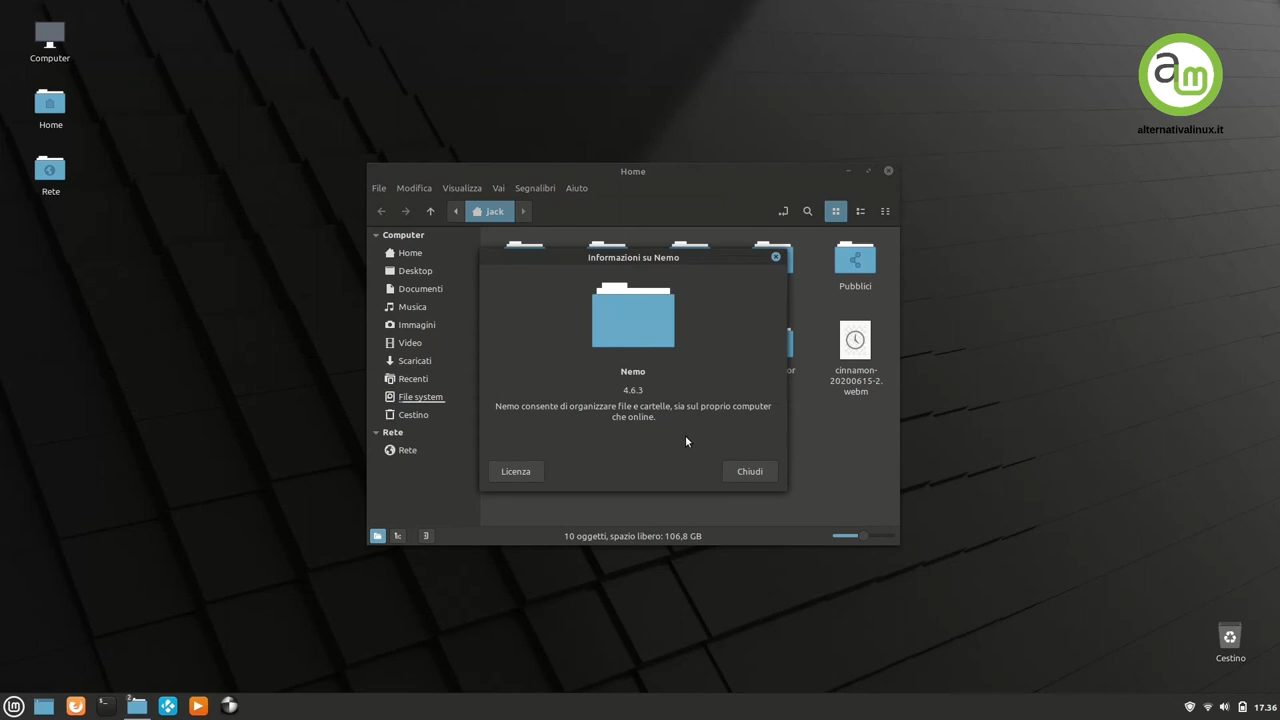 Computer
Home
Rete
am
alternativalinux.it
Home
File Modifica Visualizza Vai Segnalibri Aiuto
jack
Computer
Home
Desktop
Documenti
Musica
Immagini
Video
Scaricati
Recenti
File system
Cestino
Rete
Rete
Pubblici
or
cinnamon-
20200615-2.
webm
Informazioni su Nemo
Nemo
4.6.3
Nemo consente di organizzare file e cartelle, sia sul proprio computer
che online.
Licenza Chiudi
10 oggetti, spazio libero: 106,8 GB
Cestino
2
17.36